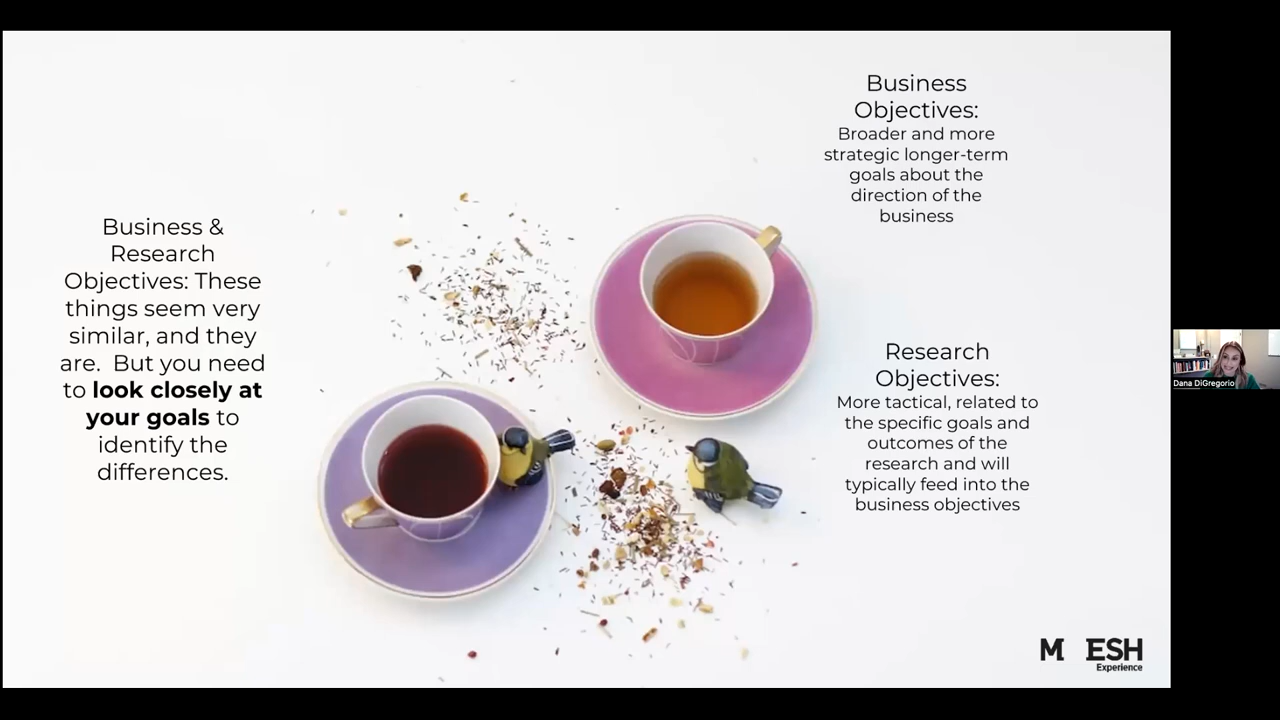 Business &
Research
Objectives: These
things seem very
similar, and they
are.  But you need
to look closely at
your goals to
identify the
differences.
Business
Objectives:
Broader and more
strategic longer-term
goals about the
direction of the
business
Research
Objectives:
More tactical, related to
the specific goals and
outcomes of the
research and will
typically feed into the
business objectives
M ESH
Experience
Dana DiGregorio